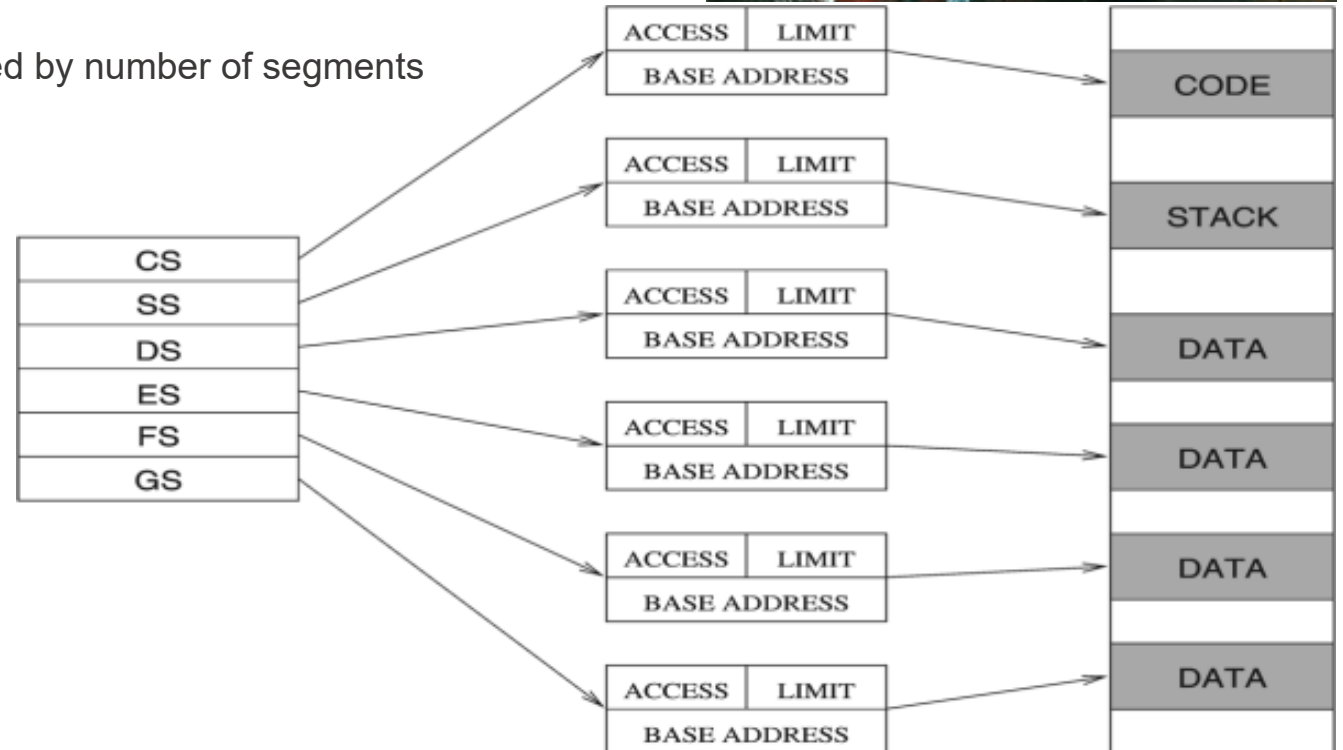 ed by number of segments
CS
SS
DS
ES
FS
GS
ACCESS LIMIT
BASE ADDRESS
ACCESS LIMIT
BASE ADDRESS
ACCESS LIMIT
BASE ADDRESS
ACCESS LIMIT
BASE ADDRESS
ACCESS LIMIT
BASE ADDRESS
ACCESS LIMIT
BASE ADDRESS
CODE
STACK
DATA
DATA
DATA
DATA